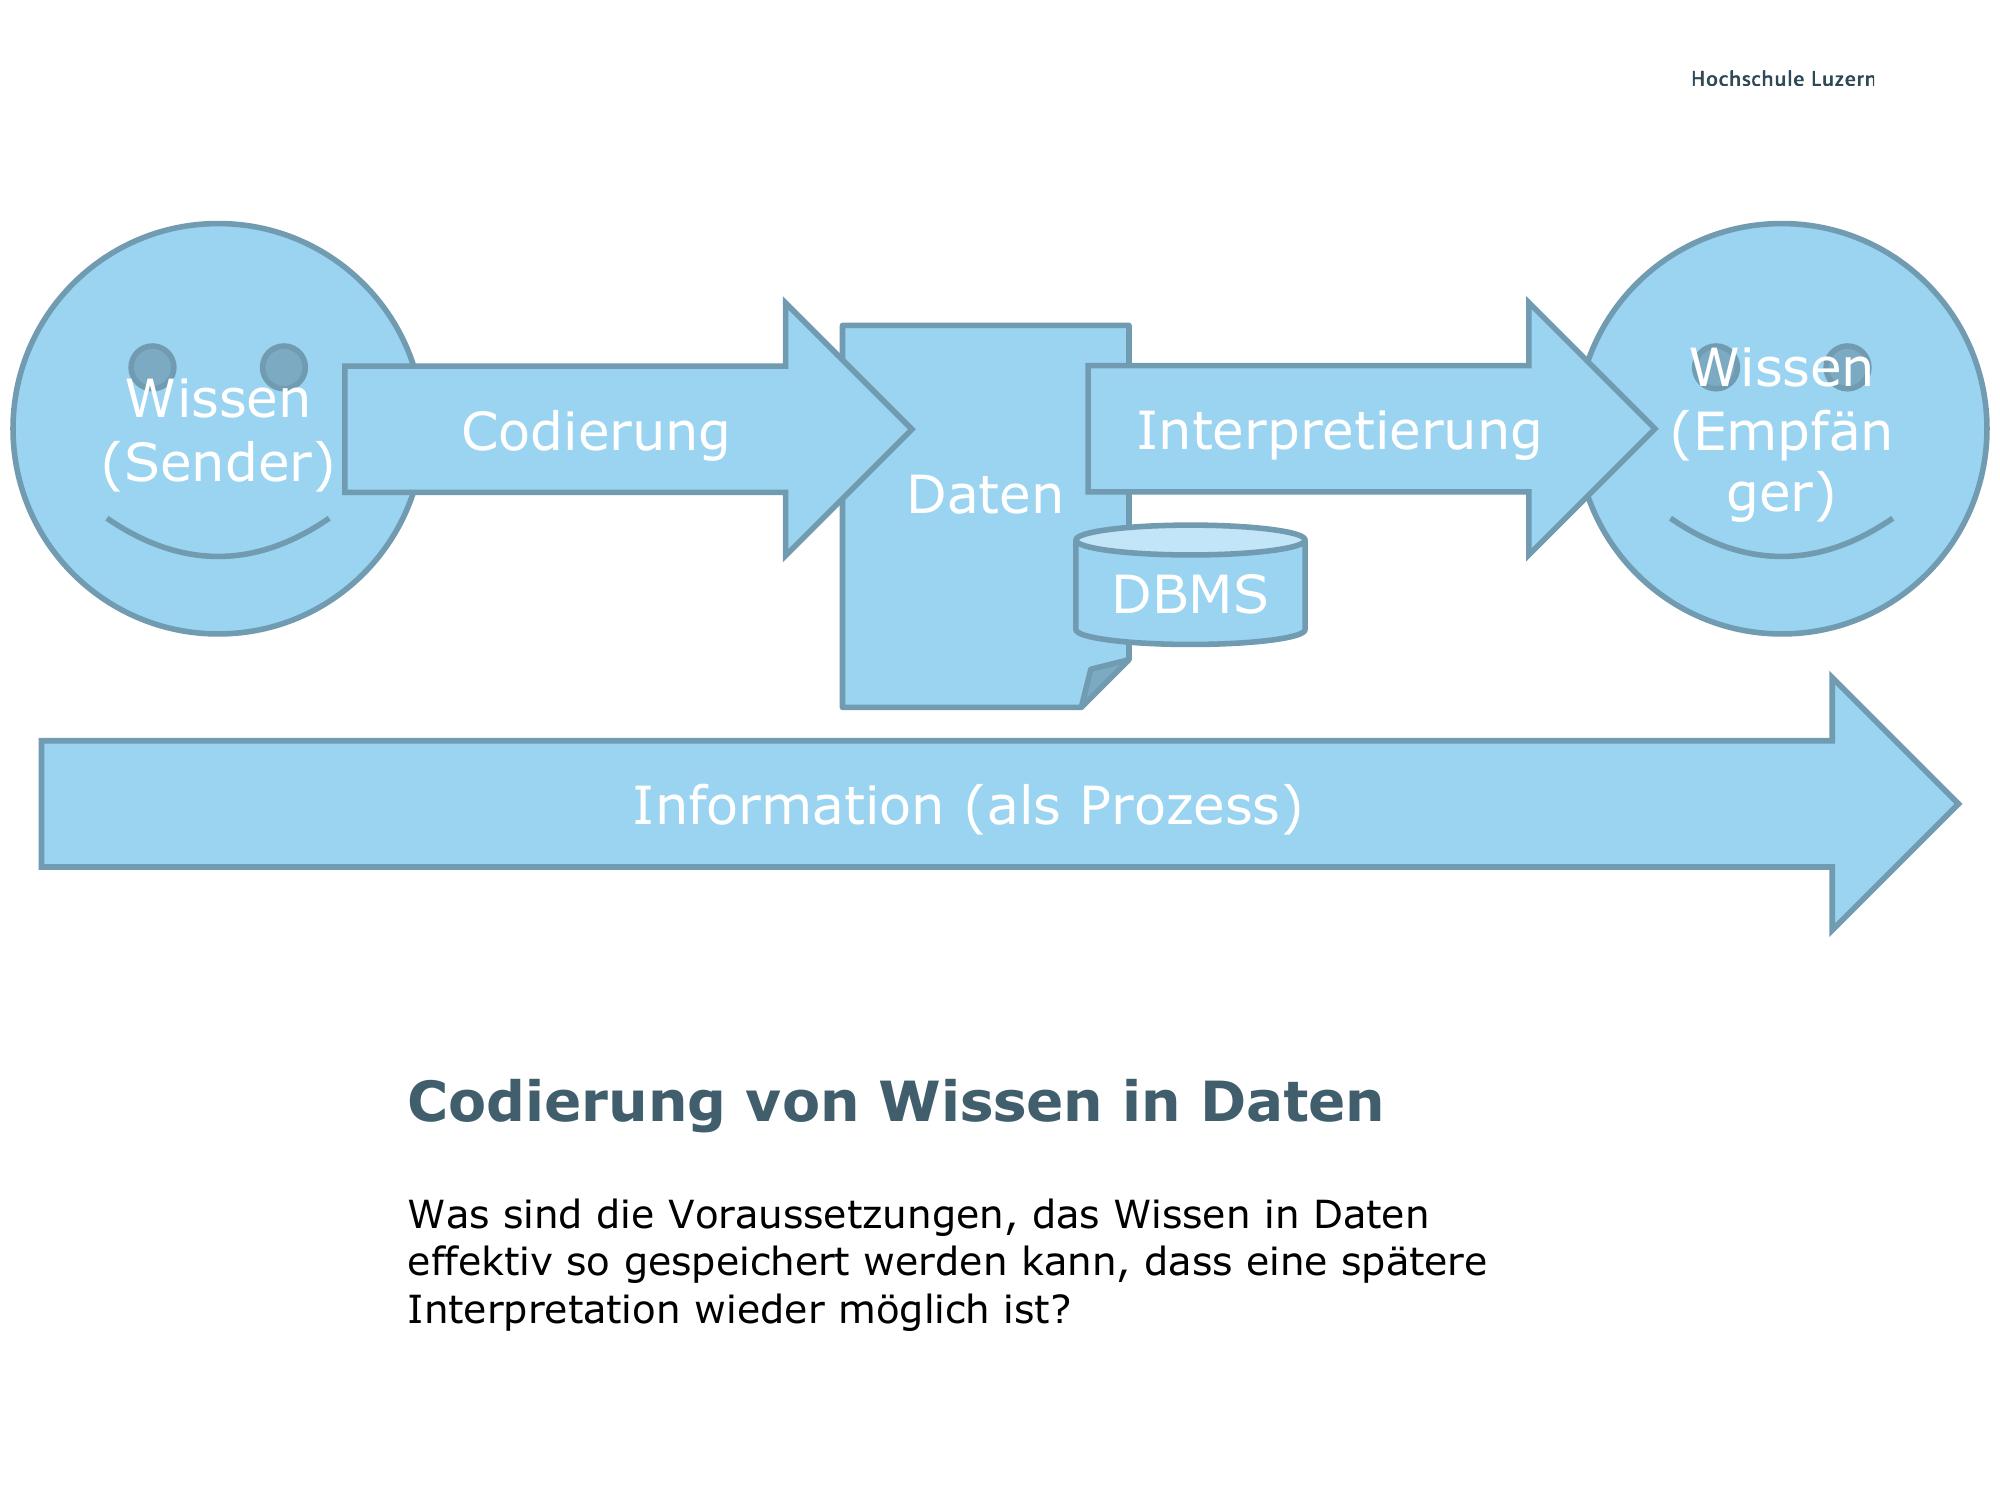 Hochschule Luzern
Wissen
(Sender)
Codierung
Daten
DBMS
Interpretierung
Wissen
(Empfän
ger)
Information (als Prozess)
Codierung von Wissen in Daten
Was sind die Voraussetzungen, das Wissen in Daten
effektiv so gespeichert werden kann, dass eine spätere
Interpretation wieder möglich ist?